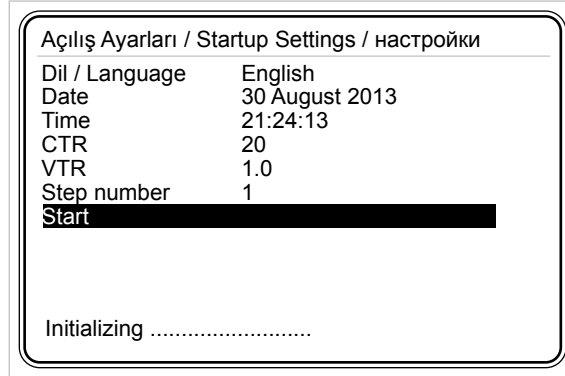 Açılış Ayarları / Startup Settings / настройки
Dil / Language English
Date 30 August 2013
Time 21:24:13
CTR 20
VTR 1.0
Step number 1
Start
Initializing ..........................